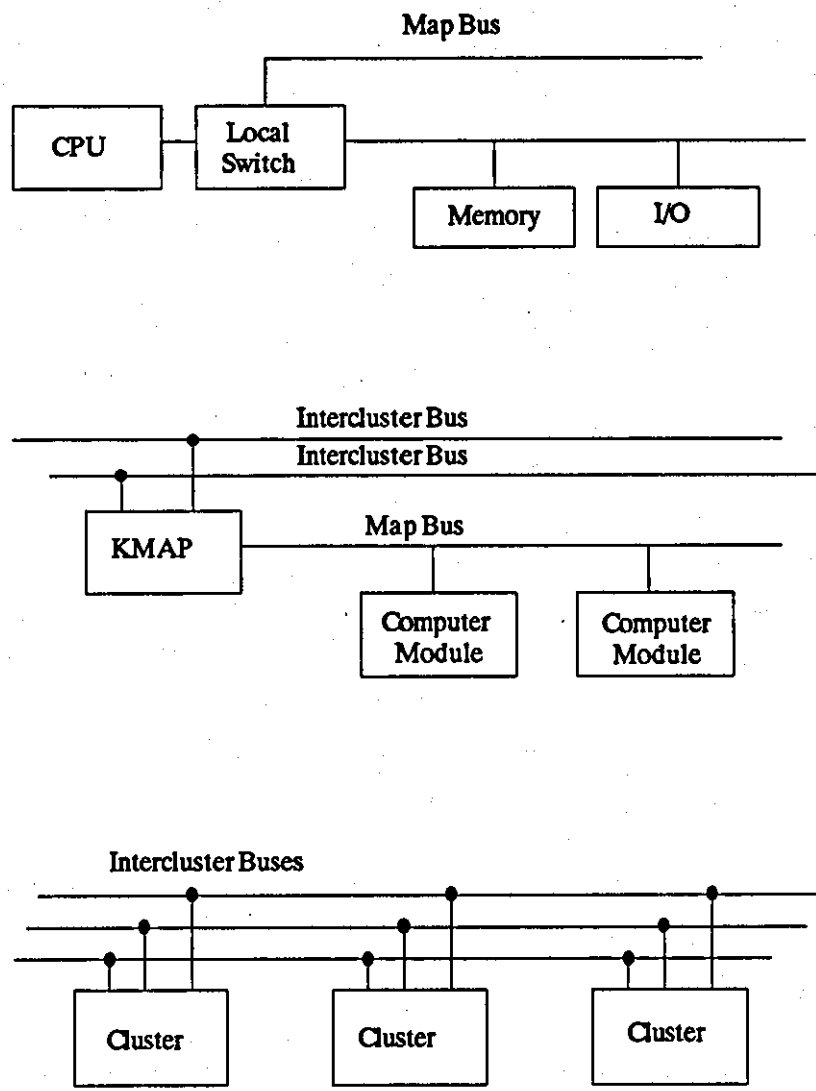 Map Bus
CPU
Local
Switch
Memory
I/O
Intercluster Bus
Intercluster Bus
KMAP
Map Bus
Computer
Module
Computer
Module
Intercluster Buses
Cluster
Cluster
Cluster